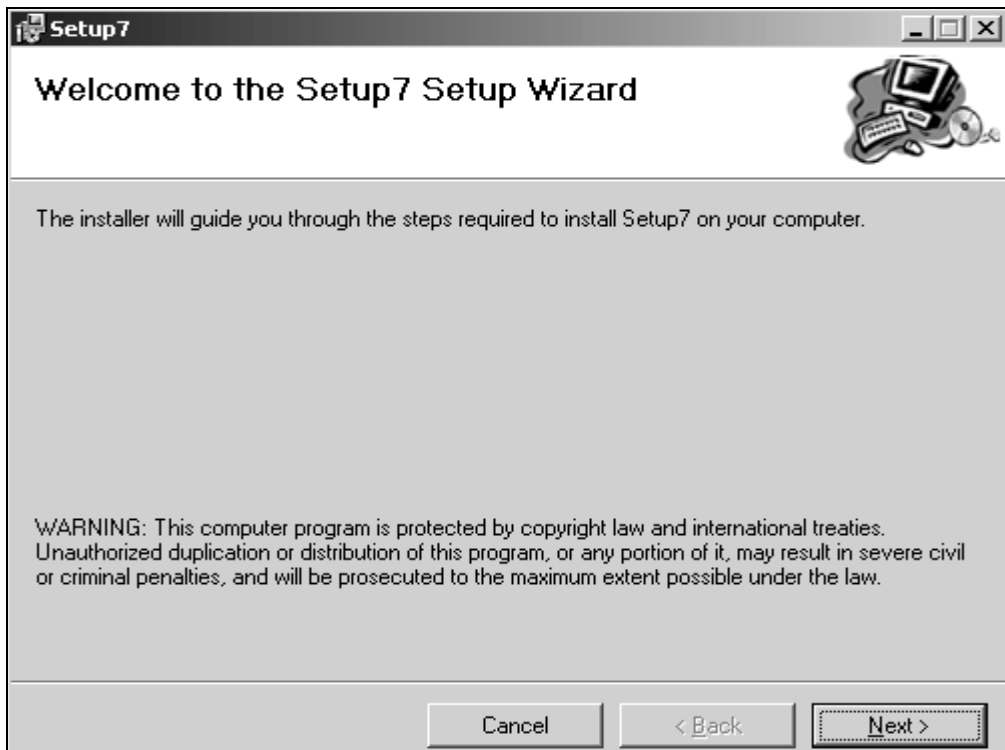 Setup7
Welcome to the Setup7 Setup Wizard
The installer will guide you through the steps required to install Setup7 on your computer.
WARNING: This computer program is protected by copyright law and international treaties.
Unauthorized duplication or distribution of this program, or any portion of it, may result in severe civil
or criminal penalties, and will be prosecuted to the maximum extent possible under the law.
Cancel < Back Next >